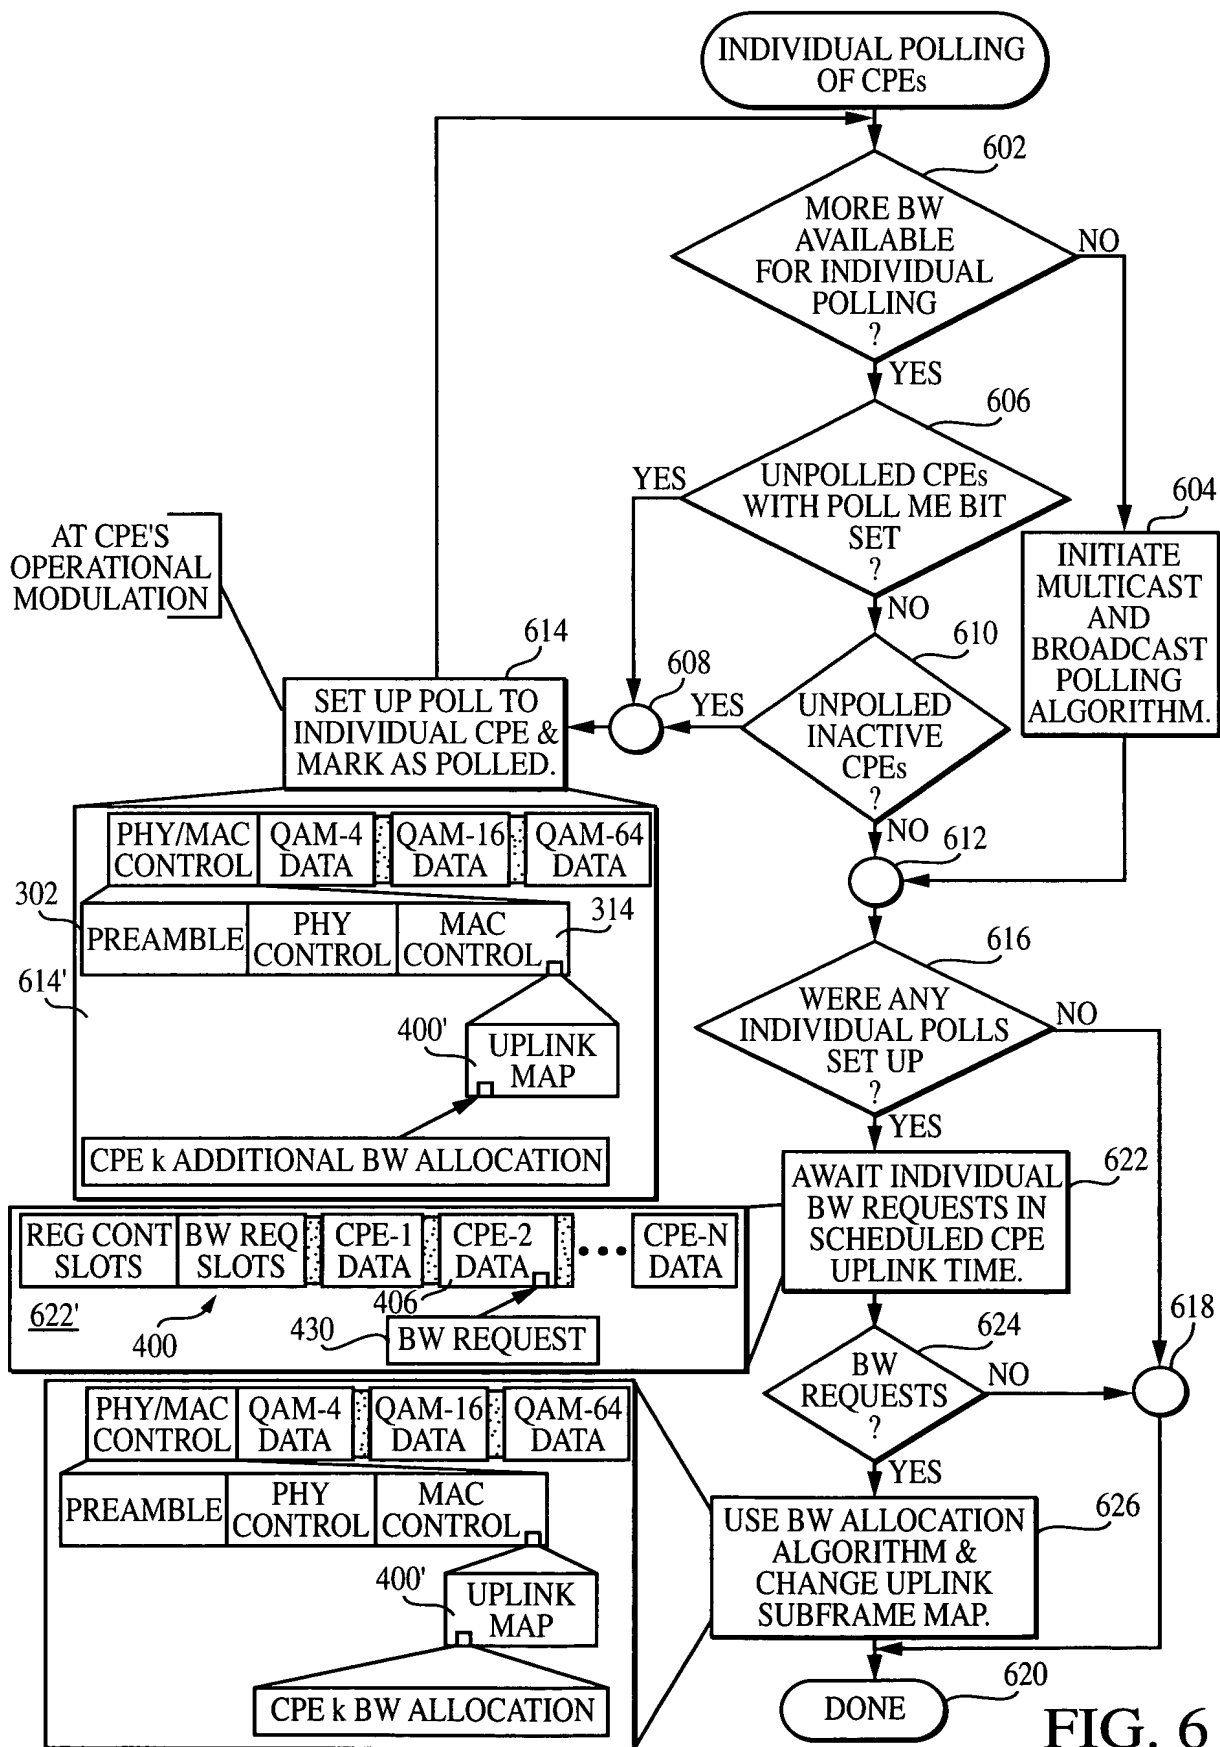 INDIVIDUAL POLLING
OF CPEs
602
MORE BW
AVAILABLE
FOR INDIVIDUAL
POLLING
?
NO
YES
606
UNPOLLED CPEs
WITH POLL ME BIT
SET
?
YES
NO
604
INITIATE
MULTICAST
AND
BROADCAST
POLLING
ALGORITHM.
AT CPE'S
OPERATIONAL
MODULATION
614
SET UP POLL TO
INDIVIDUAL CPE &
MARK AS POLLED.
608
YES
610
UNPOLLED
INACTIVE
CPEs
?
NO
612
PHY/MAC
CONTROL
QAM-4
DATA
QAM-16
DATA
QAM-64
DATA
302
PREAMBLE
PHY
CONTROL
MAC
CONTROL
314
614'
400'
UPLINK
MAP
CPE k ADDITIONAL BW ALLOCATION
616
WERE ANY
INDIVIDUAL POLLS
SET UP
?
NO
YES
622
AWAIT INDIVIDUAL
BW REQUESTS IN
SCHEDULED CPE
UPLINK TIME.
REG CONT
SLOTS
BW REQ
SLOTS
CPE-1
DATA
CPE-2
DATA
CPE-N
DATA
622'
400
406
430
BW REQUEST
624
BW
REQUESTS
?
NO
618
YES
PHY/MAC
CONTROL
QAM-4
DATA
QAM-16
DATA
QAM-64
DATA
PREAMBLE
PHY
CONTROL
MAC
CONTROL
400'
UPLINK
MAP
CPE k BW ALLOCATION
626
USE BW ALLOCATION
ALGORITHM &
CHANGE UPLINK
SUBFRAME MAP.
620
DONE
FIG. 6